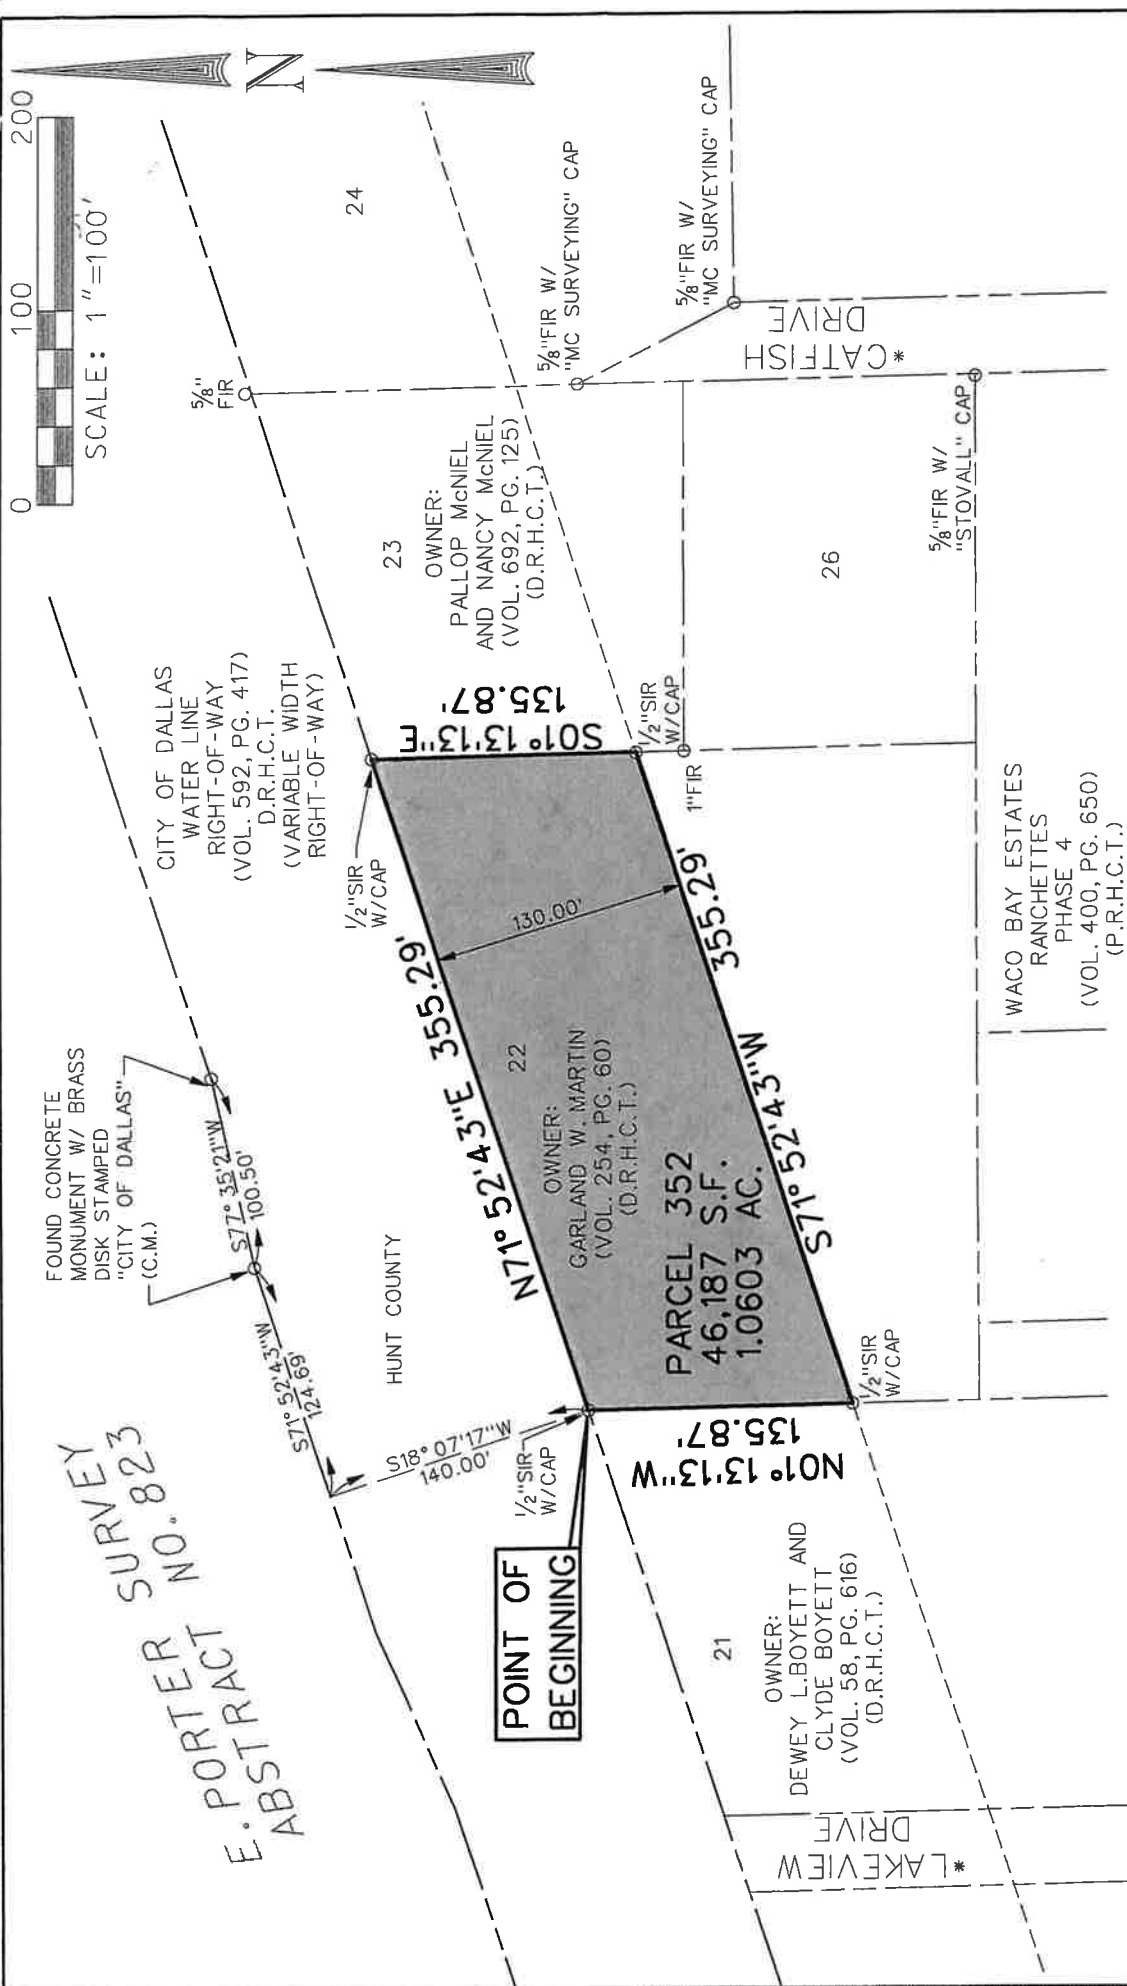 N
0 100 200
SCALE: 1"=100'
E. PORTER SURVEY
ABSTRACT NO. 823
FOUND CONCRETE
MONUMENT W/ BRASS
DISK STAMPED
"CITY OF DALLAS"
(C.M.)
S77° 35'21"W
100.50'
S71° 52'43"W
124.69'
HUNT COUNTY
S18° 07'17"W
140.00'
CITY OF DALLAS
WATER LINE
RIGHT-OF-WAY
(VOL. 592, PG. 417)
D.R.H.C.T.
(VARIABLE WIDTH
RIGHT-OF-WAY)
5/8"
FIR
24
1/2"SIR
W/CAP
POINT OF
BEGINNING
1/2"SIR
W/CAP
N71° 52'43"E 355.29'
22
OWNER:
GARLAND W. MARTIN
(VOL. 254, PG. 60)
(D.R.H.C.T.)
PARCEL 352
46,187 S.F.
1.0603 AC.
130.00'
S01° 13'13"E
135.87'
S71° 52'43"W
355.29'
N01° 13'13"W
135.87'
23
OWNER:
PALLOP McNIEL
AND NANCY McNIEL
(VOL. 692, PG. 125)
(D.R.H.C.T.)
5/8"FIR W/
"MC SURVEYING" CAP
5/8"FIR W/
"MC SURVEYING" CAP
*CATFISH
DRIVE
1/2"SIR
W/CAP
1"FIR
26
5/8"FIR W/
"STOVALL" CAP
1/2"SIR
W/CAP
21
OWNER:
DEWEY L.BOYETT AND
CLYDE BOYETT
(VOL. 58, PG. 616)
(D.R.H.C.T.)
*LAKEVIEW
DRIVE
WACO BAY ESTATES
RANCHETTES
PHASE 4
(VOL. 400, PG. 650)
(P.R.H.C.T.)